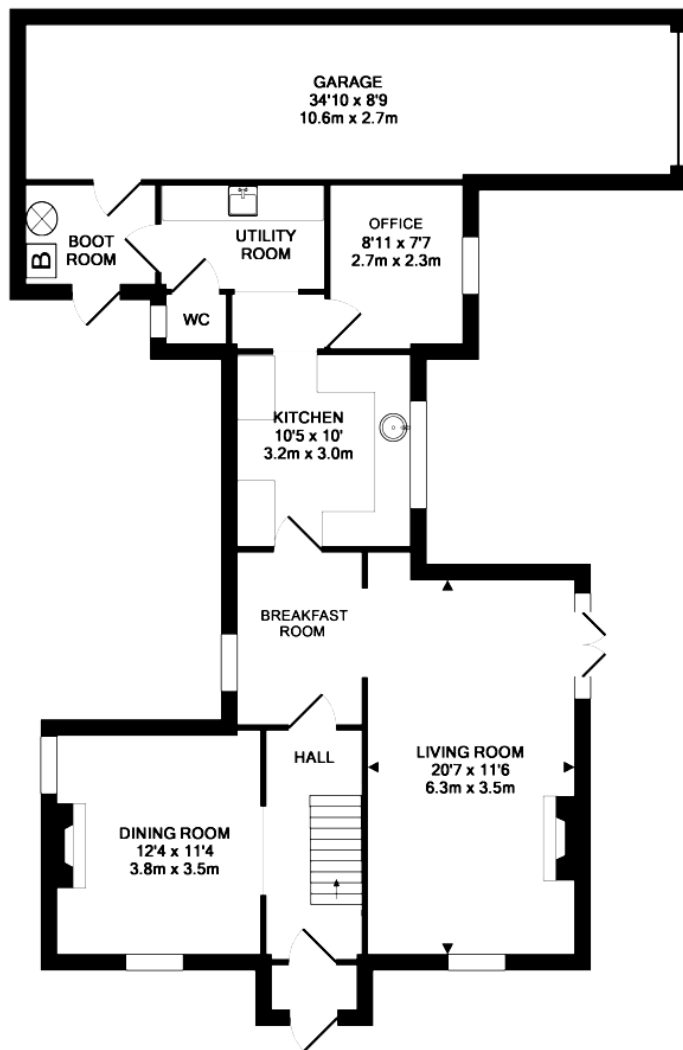 GARAGE
34'10 x 8'9
10.6m x 2.7m
BOOT
ROOM
B
UTILITY
ROOM
OFFICE
8'11 x 7'7
2.7m x 2.3m
WC
KITCHEN
10'5 x 10'
3.2m x 3.0m
BREAKFAST
ROOM
HALL
LIVING ROOM
20'7 x 11'6
6.3m x 3.5m
DINING ROOM
12'4 x 11'4
3.8m x 3.5m